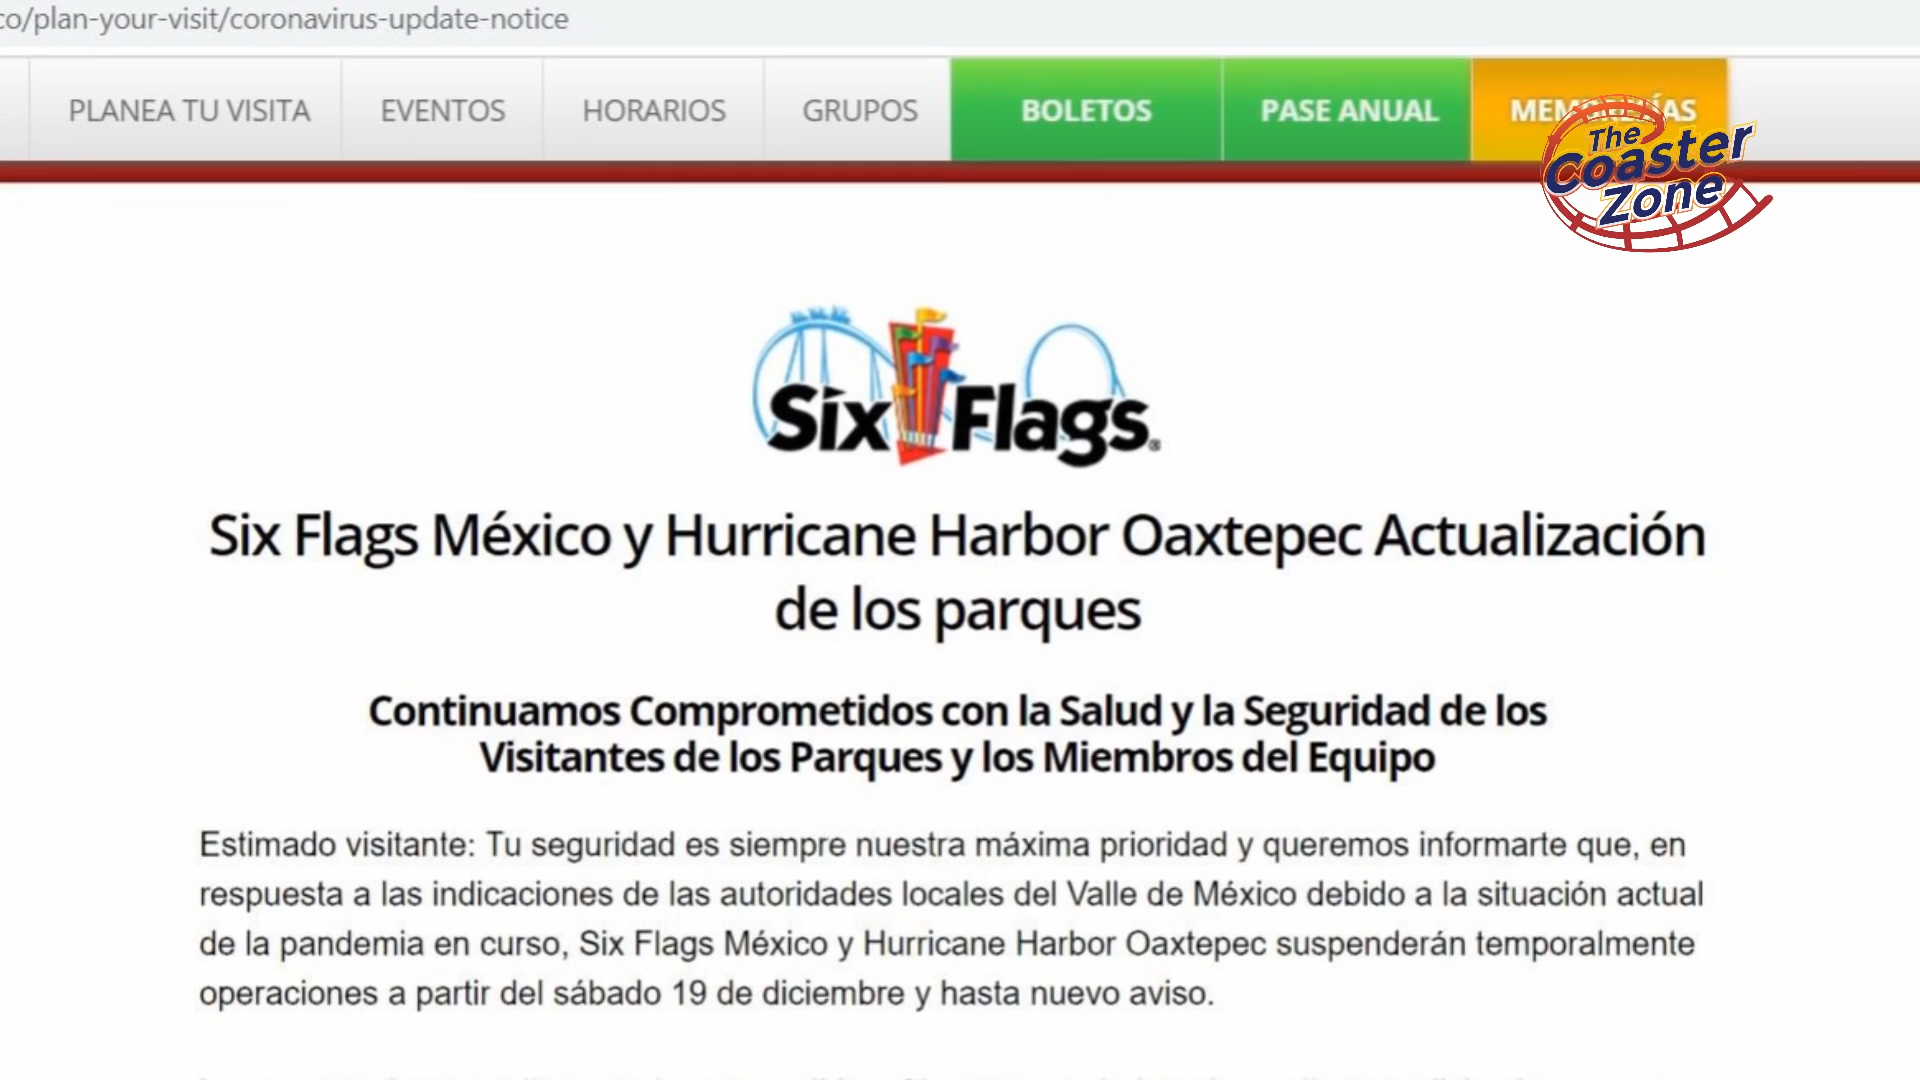 co/plan-your-visit/coronavirus-update-notice
PLANEA TU VISITA EVENTOS HORARIOS GRUPOS BOLETOS PASE ANUAL
The
Coaster
Zone
Six Flags®
Six Flags México y Hurricane Harbor Oaxtepec Actualización
de los parques
Continuamos Comprometidos con la Salud y la Seguridad de los
Visitantes de los Parques y los Miembros del Equipo
Estimado visitante: Tu seguridad es siempre nuestra máxima prioridad y queremos informarte que, en
respuesta a las indicaciones de las autoridades locales del Valle de México debido a la situación actual
de la pandemia en curso, Six Flags México y Hurricane Harbor Oaxtepec suspenderán temporalmente
operaciones a partir del sábado 19 de diciembre y hasta nuevo aviso.